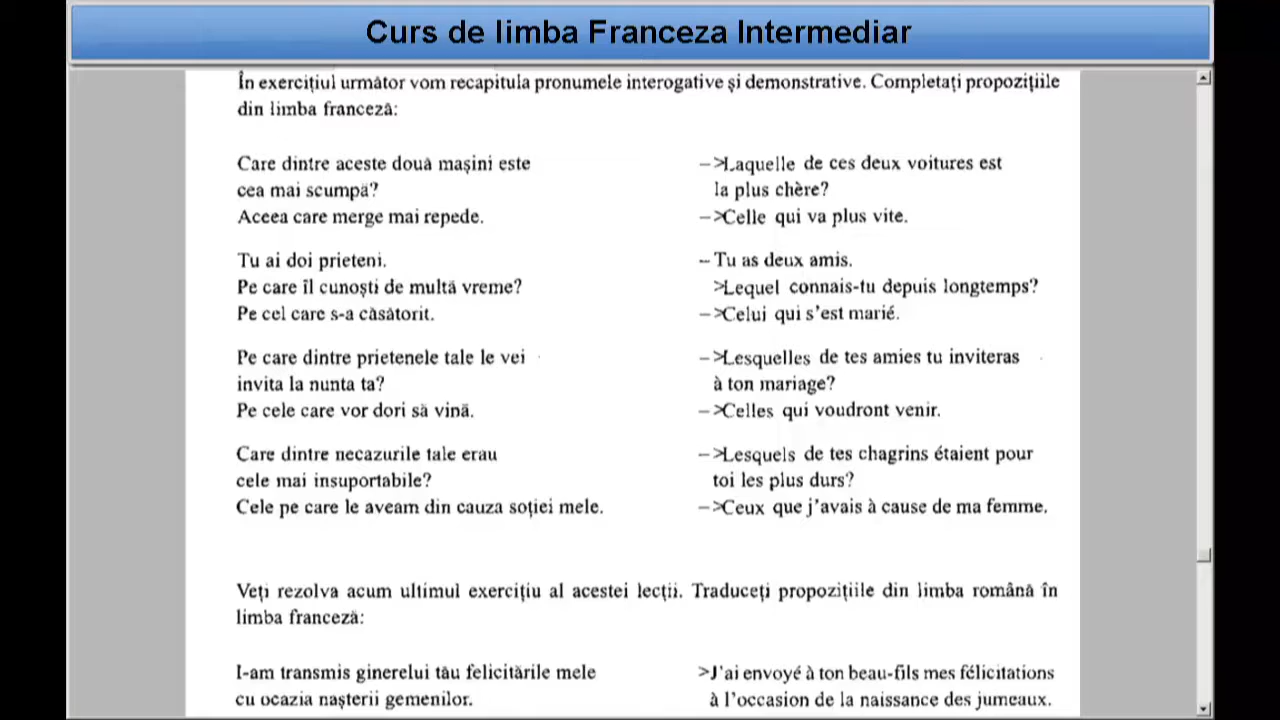 Curs de limba Franceza Intermediar
În exercițiul următor vom recapitula pronumele interogative și demonstrative. Completați propozițiile
din limba franceză:
Care dintre aceste două mașini este
cea mai scumpă?
Aceea care merge mai repede.
–>Laquelle de ces deux voitures est
la plus chère?
–>Celle qui va plus vite.
Tu ai doi prieteni.
Pe care îl cunoști de multă vreme?
Pe cel care s-a căsătorit.
– Tu as deux amis.
>Lequel connais-tu depuis longtemps?
–>Celui qui s'est marié.
Pe care dintre prietenele tale le vei
invita la nunta ta?
Pe cele care vor dori să vină.
–>Lesquelles de tes amies tu inviteras
à ton mariage?
–>Celles qui voudront venir.
Care dintre necazurile tale erau
cele mai insuportabile?
Cele pe care le aveam din cauza soției mele.
–>Lesquels de tes chagrins étaient pour
toi les plus durs?
–>Ceux que j'avais à cause de ma femme.
Veți rezolva acum ultimul exercițiu al acestei lecții. Traduceți propozițiile din limba română în
limba franceză:
I-am transmis ginerelui tău felicitările mele
cu ocazia nașterii gemenilor.
>J'ai envoyé à ton beau-fils mes félicitations
à l'occasion de la naissance des jumeaux.